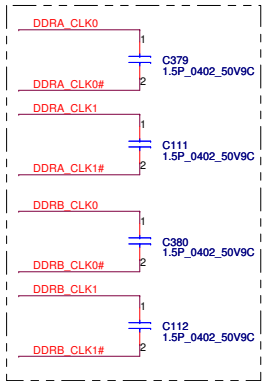 DDRA_CLK0
1
C379
1.5P_0402_50V9C
2
DDRA_CLK0#
DDRA_CLK1
1
C111
1.5P_0402_50V9C
2
DDRA_CLK1#
DDRB_CLK0
1
C380
1.5P_0402_50V9C
2
DDRB_CLK0#
DDRB_CLK1
1
C112
1.5P_0402_50V9C
2
DDRB_CLK1#